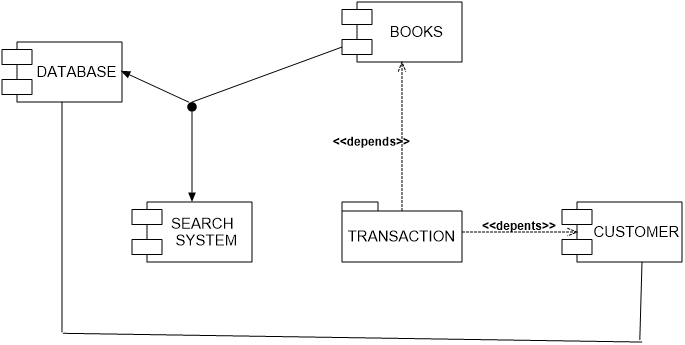 BOOKS
DATABASE
<<depends>>
SEARCH
SYSTEM
TRANSACTION
<<depents>>
CUSTOMER